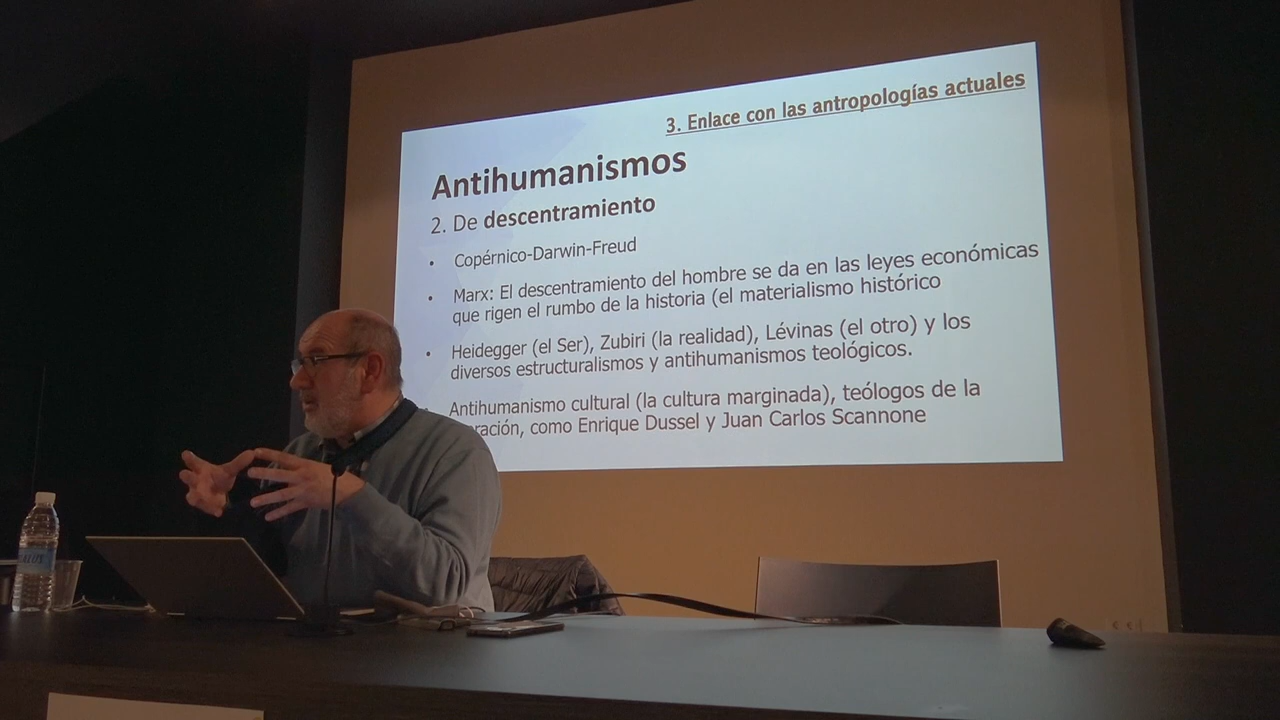 3. Enlace con las antropologías actuales
Antihumanismos
2. De descentramiento
• Copérnico-Darwin-Freud
• Marx: El descentramiento del hombre se da en las leyes económicas
que rigen el rumbo de la historia (el materialismo histórico
• Heidegger (el Ser), Zubiri (la realidad), Lévinas (el otro) y los
diversos estructuralismos y antihumanismos teológicos.
Antihumanismo cultural (la cultura marginada), teólogos de la
ración, como Enrique Dussel y Juan Carlos Scannone